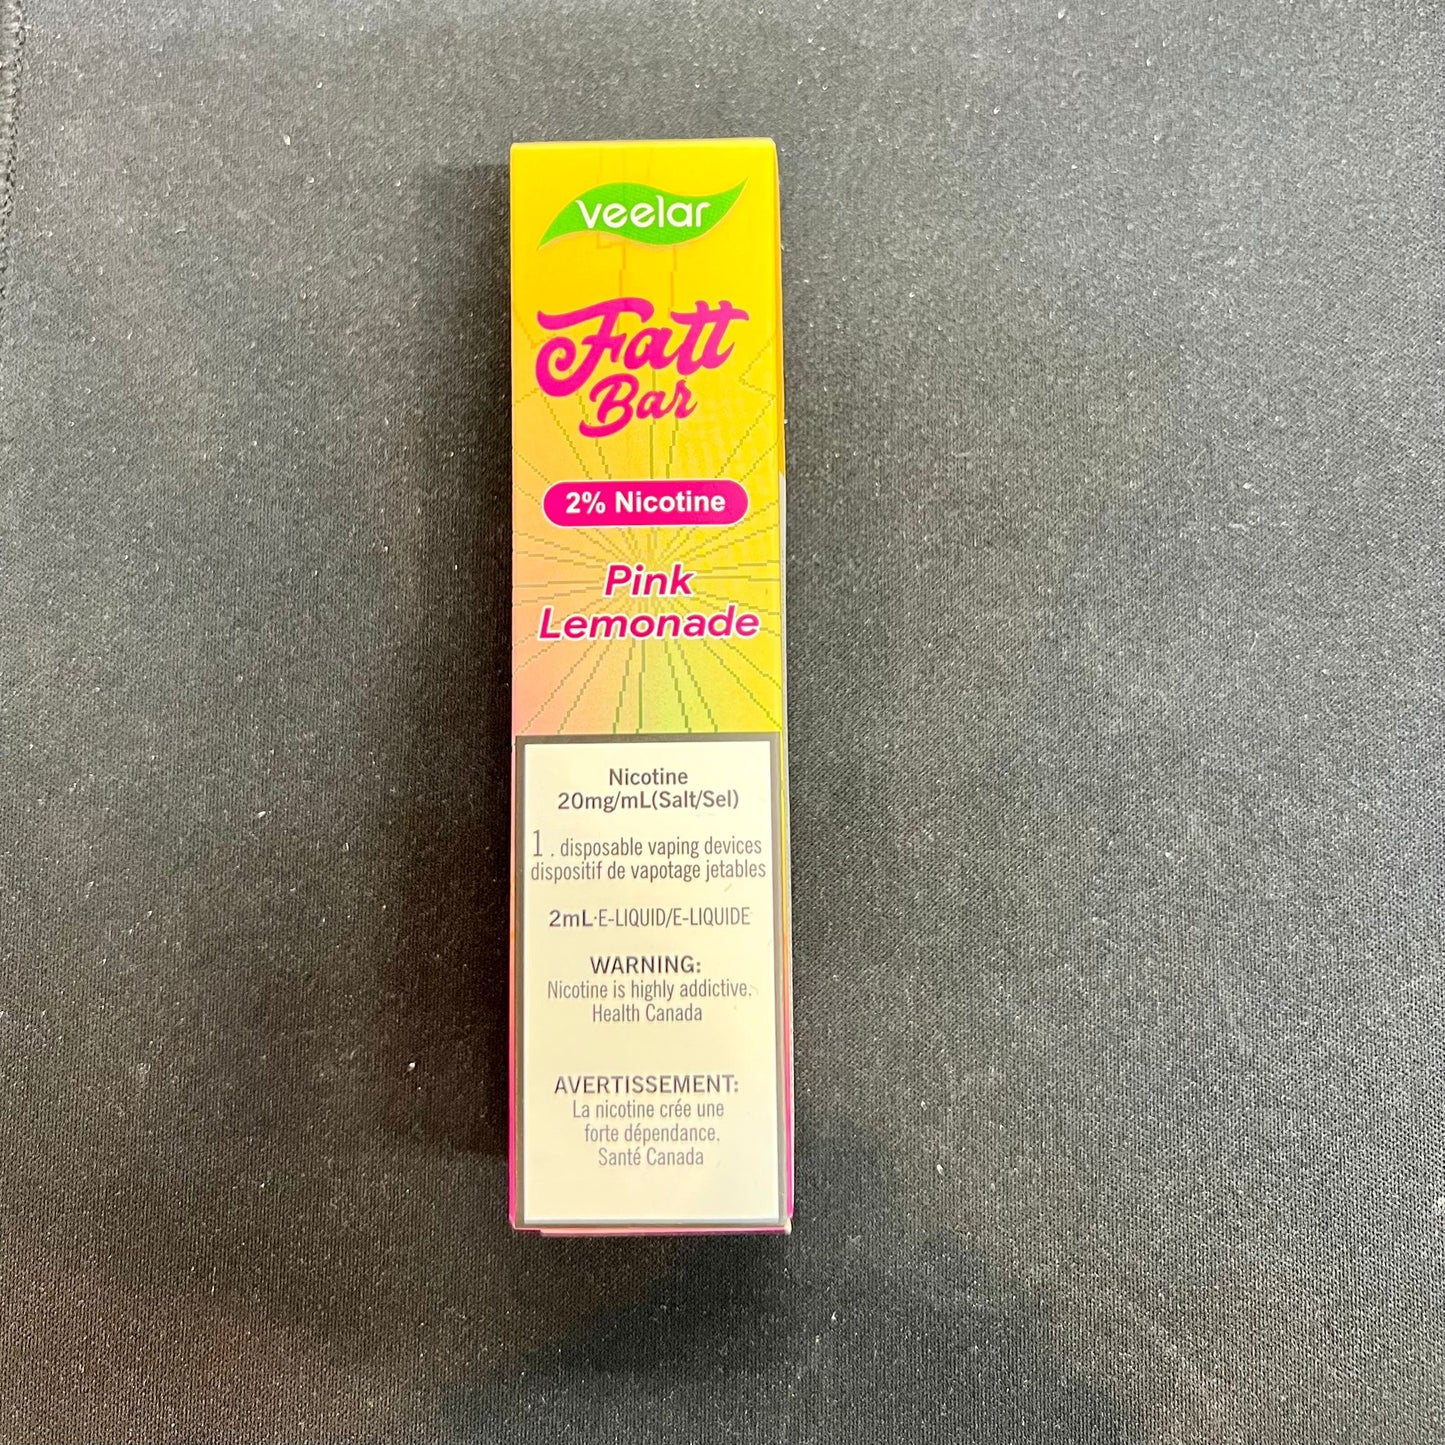 veelar
Fatt
Bar
2% Nicotine
Pink
Lemonade
Nicotine
20mg/mL(Salt/Sel)
1 . disposable vaping devices
dispositif de vapotage jetables
2mL·E-LIQUID/E-LIQUIDE
WARNING:
Nicotine is highly addictive.
Health Canada
AVERTISSEMENT:
La nicotine crée une
forte dépendance.
Santé Canada